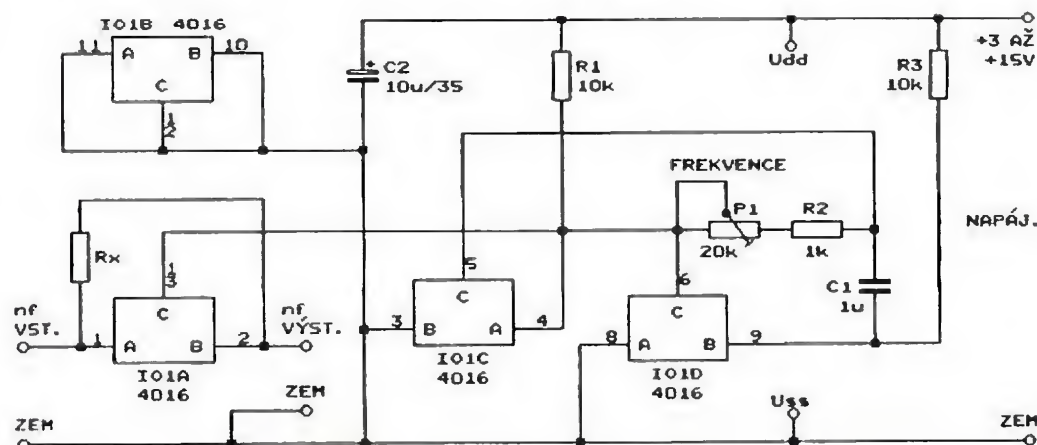 IO1B 4016
11
A
B
10
C
12
C2
10u/35
R1
10k
Udd
R3
10k
+3 AŽ
+15V
FREKVENCE
P1
20k
R2
1k
NAPÁJ.
C1
1u
Rx
13
C
nf
VST.
1
A
B
2
nf
VÝST.
IO1A
4016
5
C
3
B
A
4
IO1C
4016
6
C
8
A
B
9
IO1D
4016
ZEM
ZEM
Uss
ZEM